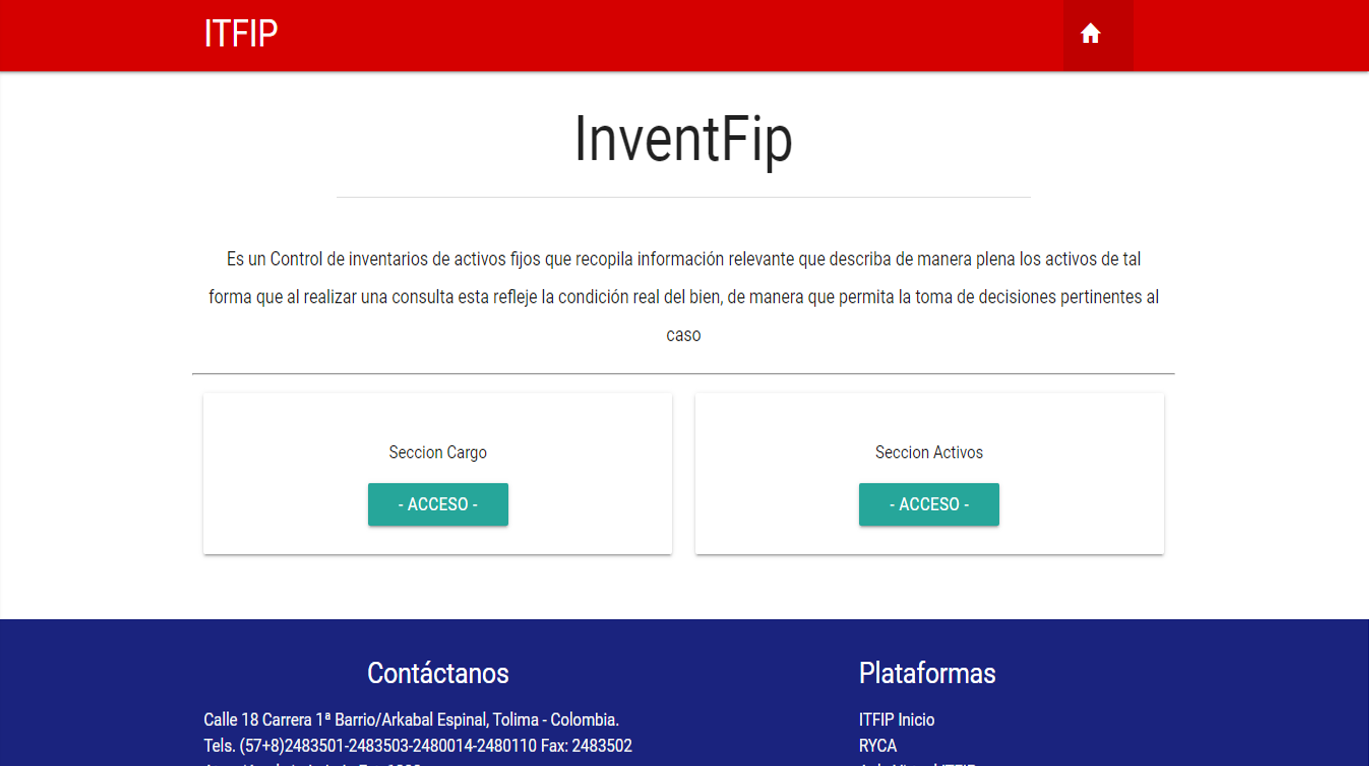 ITFIP
InventFip
Es un Control de inventarios de activos fijos que recopila información relevante que describa de manera plena los activos de tal
forma que al realizar una consulta esta refleje la condición real del bien, de manera que permita la toma de decisiones pertinentes al
caso
Seccion Cargo
- ACCESO -
Seccion Activos
- ACCESO -
Contáctanos
Calle 18 Carrera 1ª Barrio/Arkabal Espinal, Tolima - Colombia.
Tels. (57+8)2483501-2483503-2480014-2480110 Fax: 2483502
Plataformas
ITFIP Inicio
RYCA